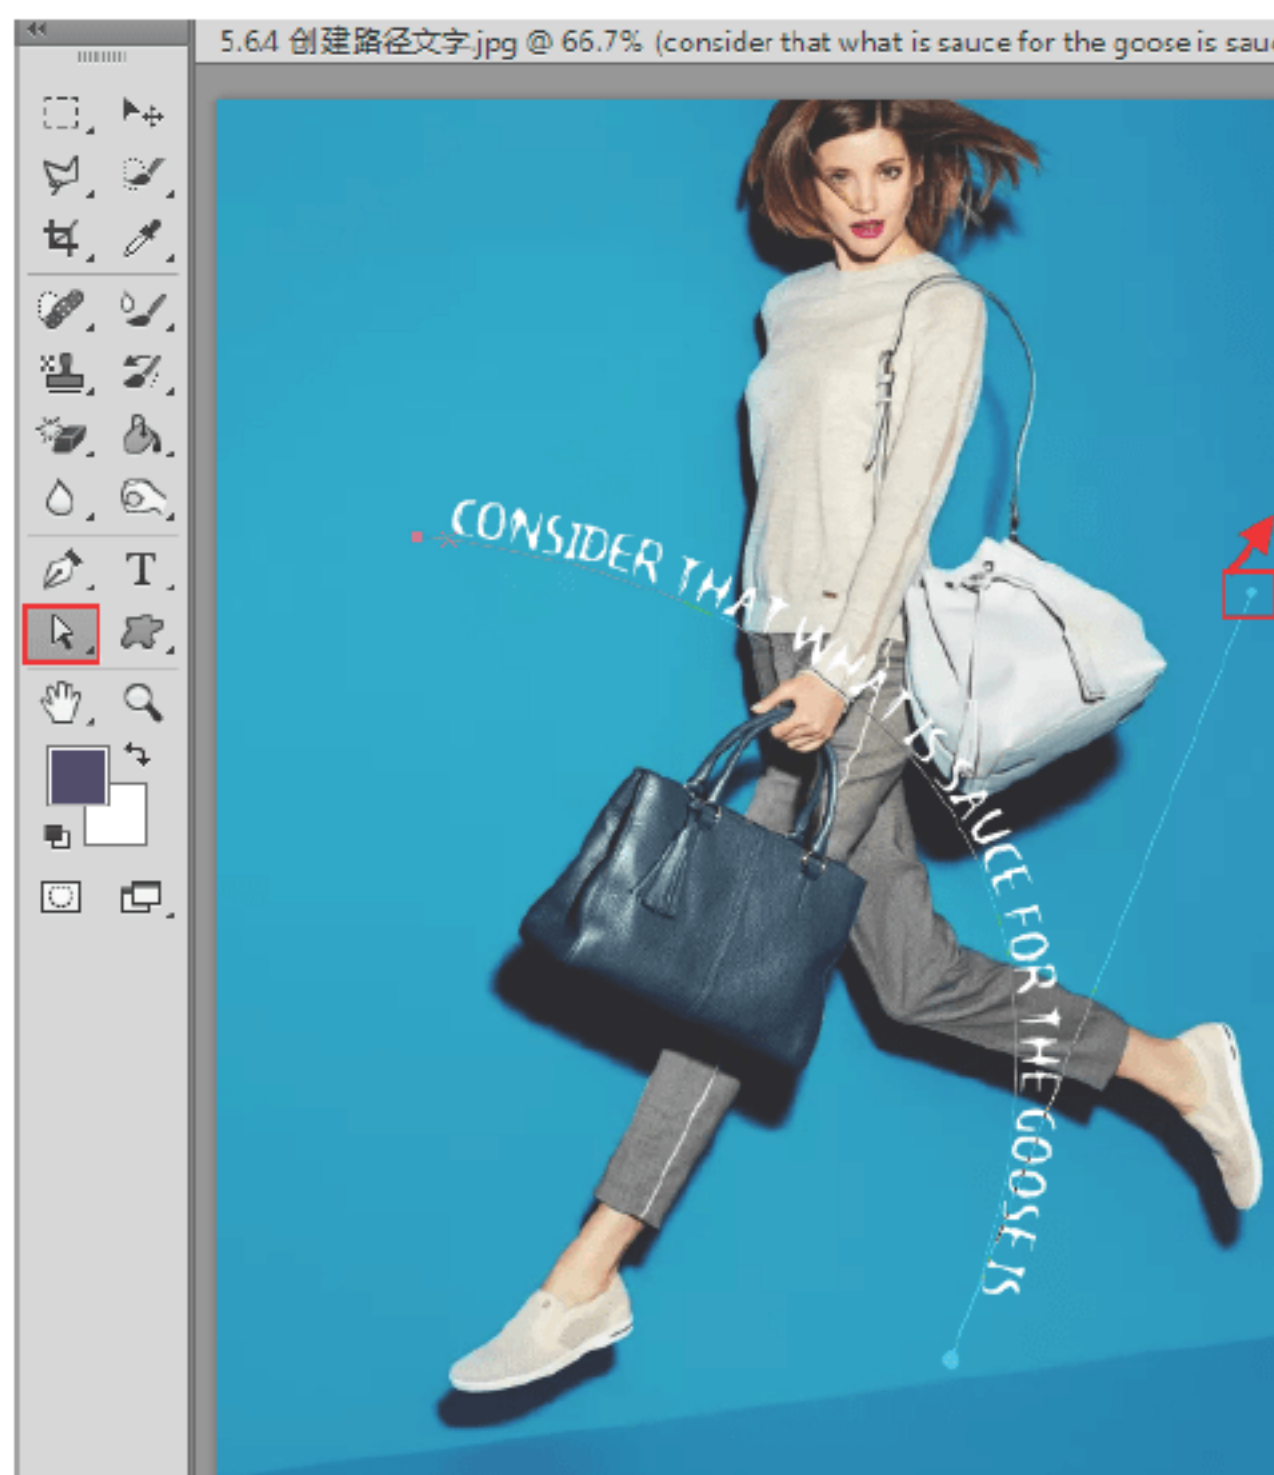 5.6.4 创建路径文字.jpg @ 66.7% (consider that what is sauce for the goose is sau
CONSIDER THAT WHAT IS SAUCE FOR THE GOOSE IS
T